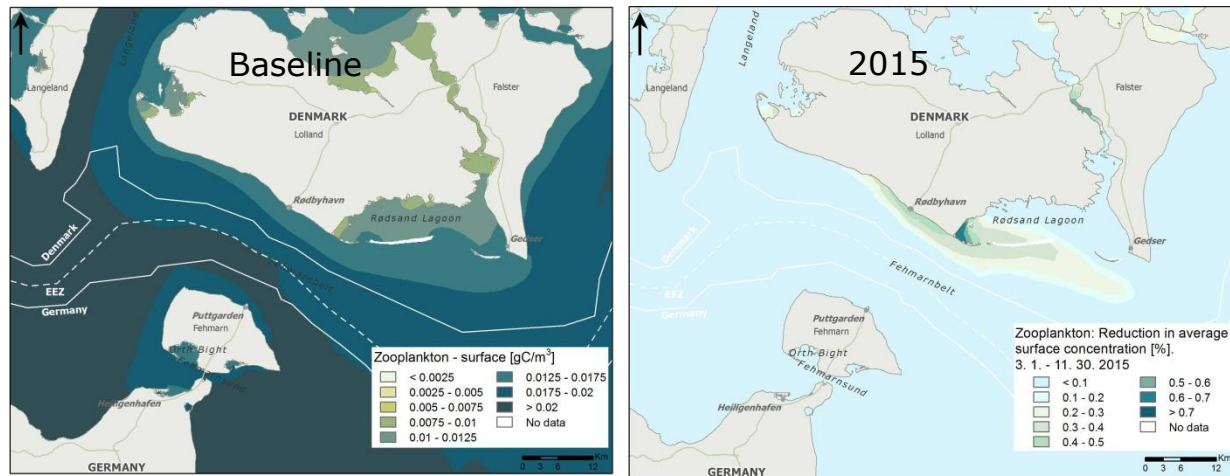 Baseline
Langeland
Langeland
DENMARK
Lolland
Falster
Rødbyhavn
Rødsand Lagoon
Gedser
Denmark
EEZ
Germany
Puttgarden
Fehmarn
Orth Bight
Fehmarnsund
Heiligenhafen
GERMANY
Zooplankton - surface [gC/m³]
< 0.0025
0.0025 - 0.005
0.005 - 0.0075
0.0075 - 0.01
0.01 - 0.0125
0.0125 - 0.0175
0.0175 - 0.02
> 0.02
No data
Km
0 3 6 12
2015
Langeland
Langeland
DENMARK
Lolland
Falster
Rødbyhavn
Rødsand Lagoon
Gedser
Fehmarnbelt
Denmark
EEZ
Germany
Puttgarden
Fehmarn
Orth Bight
Fehmarnsund
Heiligenhafen
GERMANY
Zooplankton: Reduction in average
surface concentration [%].
3. 1. - 11. 30. 2015
< 0.1
0.1 - 0.2
0.2 - 0.3
0.3 - 0.4
0.4 - 0.5
0.5 - 0.6
0.6 - 0.7
> 0.7
No data
Km
0 3 6 12